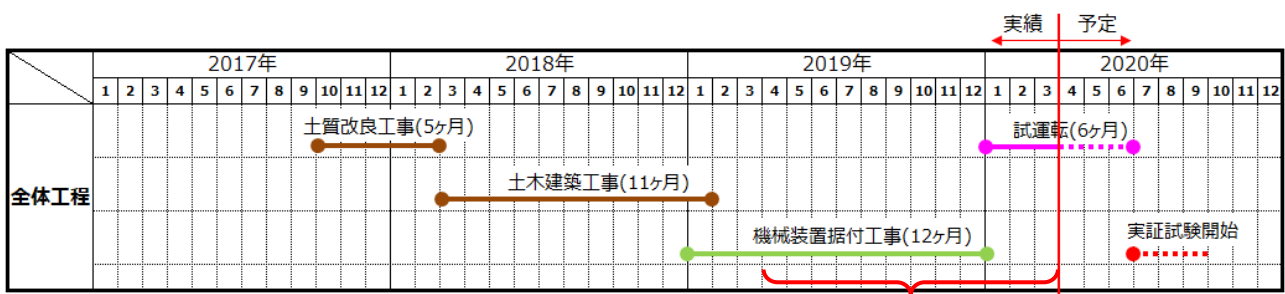 実績 予定
2017年 2018年 2019年 2020年
1 2 3 4 5 6 7 8 9 10 11 12 1 2 3 4 5 6 7 8 9 10 11 12 1 2 3 4 5 6 7 8 9 10 11 12 1 2 3 4 5 6 7 8 9 10 11 12
土質改良工事(5ヶ月) 試運転(6ヶ月)
全体工程 土木建築工事(11ヶ月)
機械装置据付工事(12ヶ月) 実証試験開始